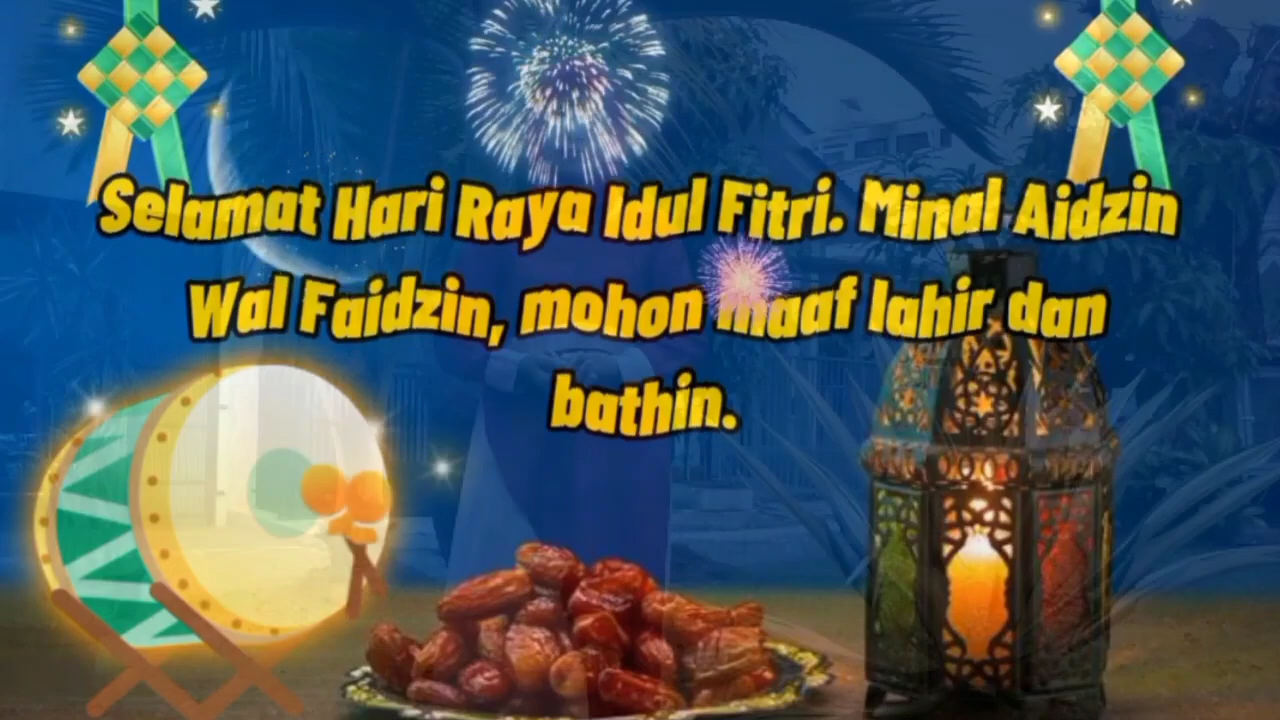 Selamat Hari Raya Idul Fitri. Minal Aidzin
Wal Faidzin, mohon maaf lahir dan
bathin.